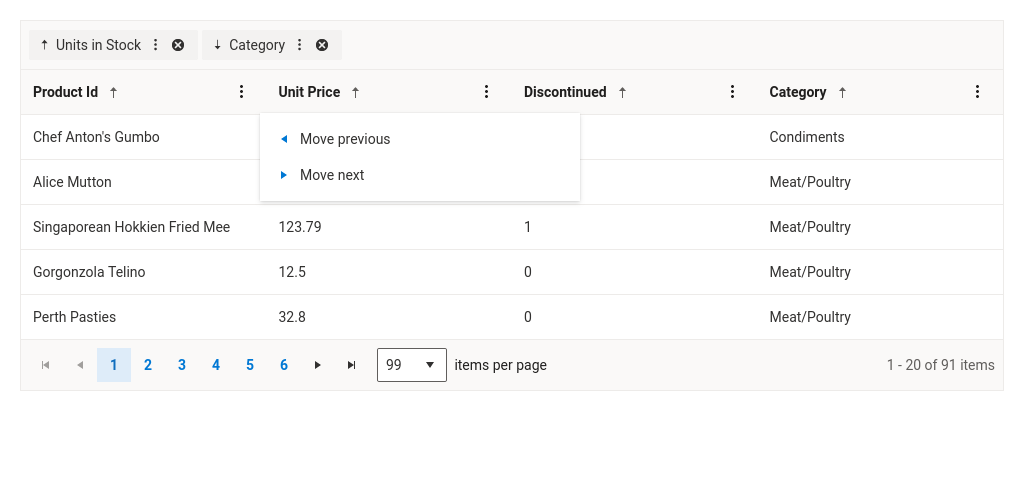 Units in Stock Category
Product Id Unit Price Discontinued Category
Chef Anton's Gumbo Condiments
Move previous
Alice Mutton Meat/Poultry
Move next
Singaporean Hokkien Fried Mee 123.79 1 Meat/Poultry
Gorgonzola Telino 12.5 0 Meat/Poultry
Perth Pasties 32.8 0 Meat/Poultry
1 2 3 4 5 6 99 items per page 1 - 20 of 91 items